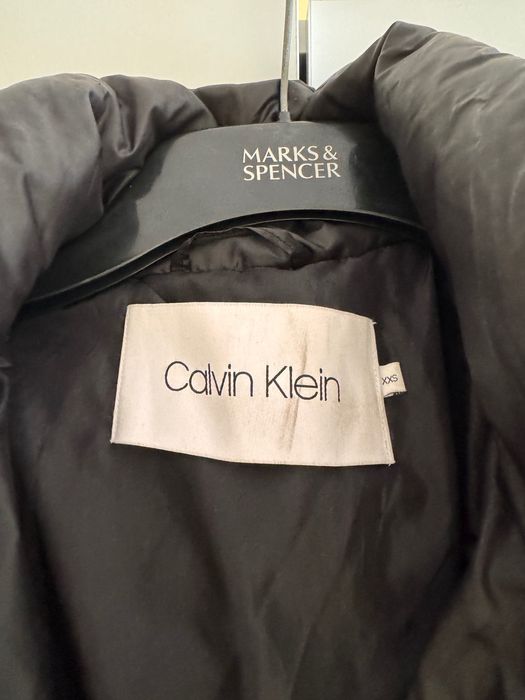 MARKS &
SPENCER
Calvin Klein
XXS